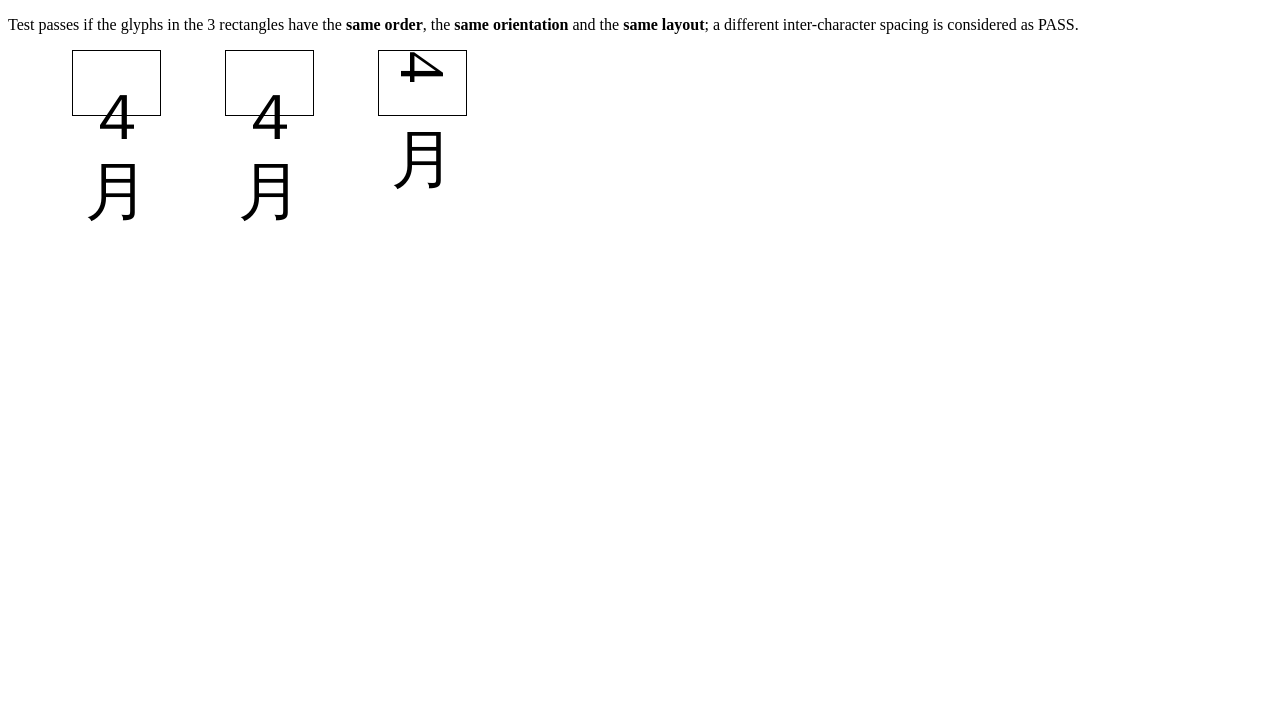 Test passes if the glyphs in the 3 rectangles have the same order, the same orientation and the same layout; a different inter-character spacing is considered as PASS.
4月
4月
4月